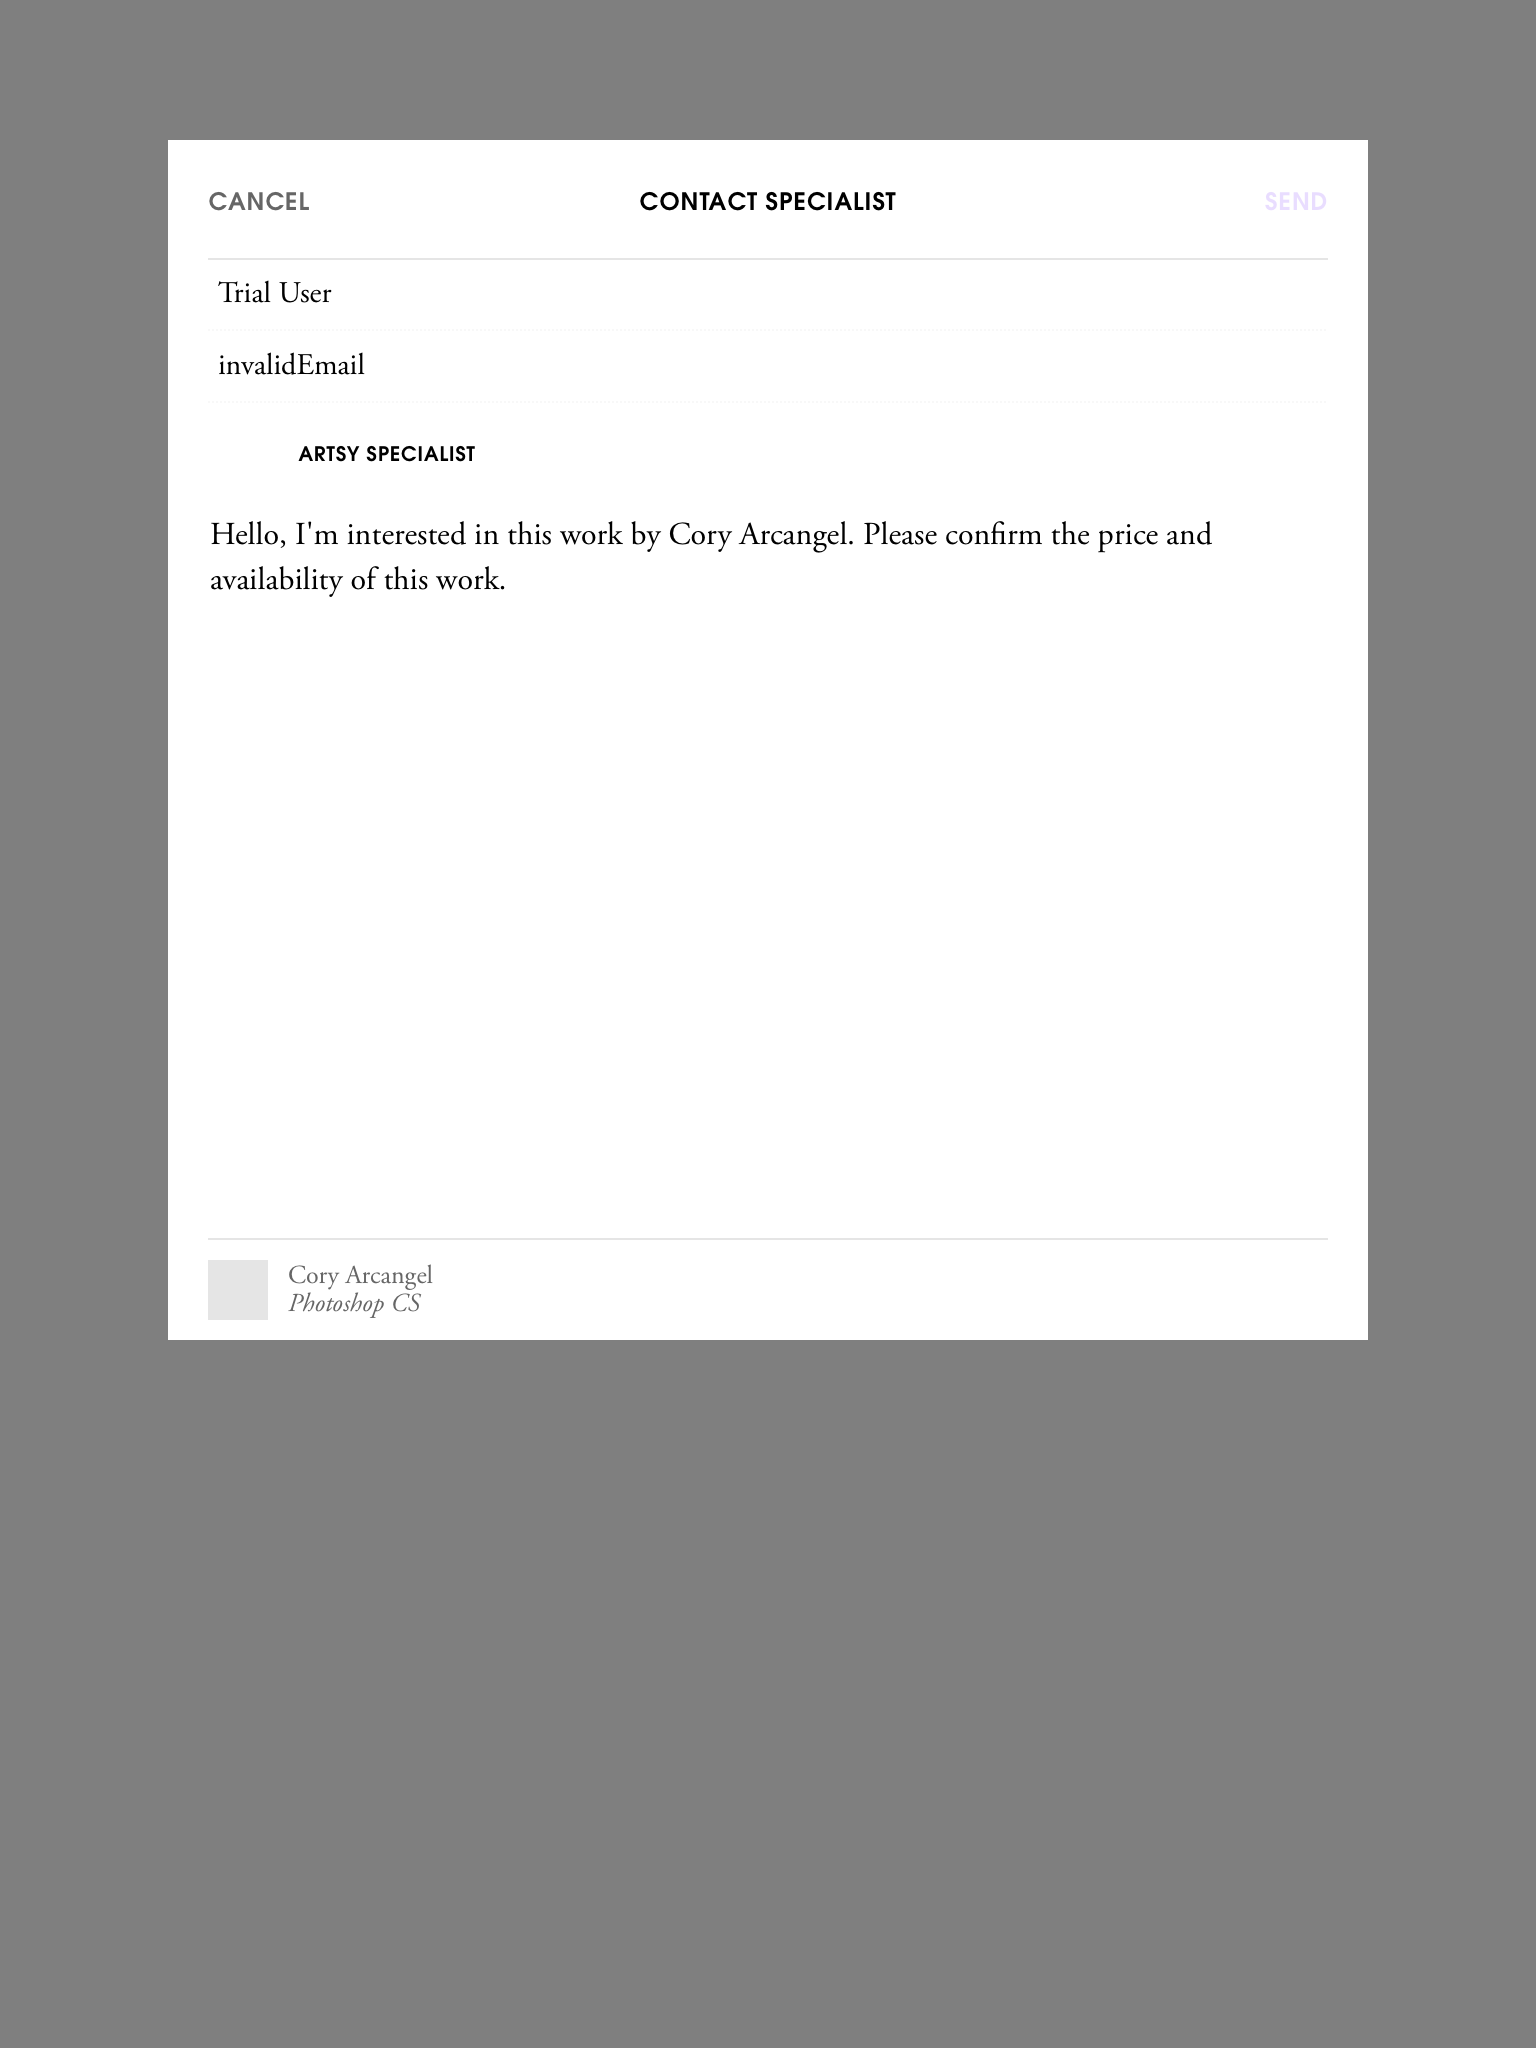 CANCEL CONTACT SPECIALIST SEND
Trial User
invalidEmail
ARTSY SPECIALIST
Hello, I'm interested in this work by Cory Arcangel. Please confirm the price and
availability of this work.
Cory Arcangel
Photoshop CS